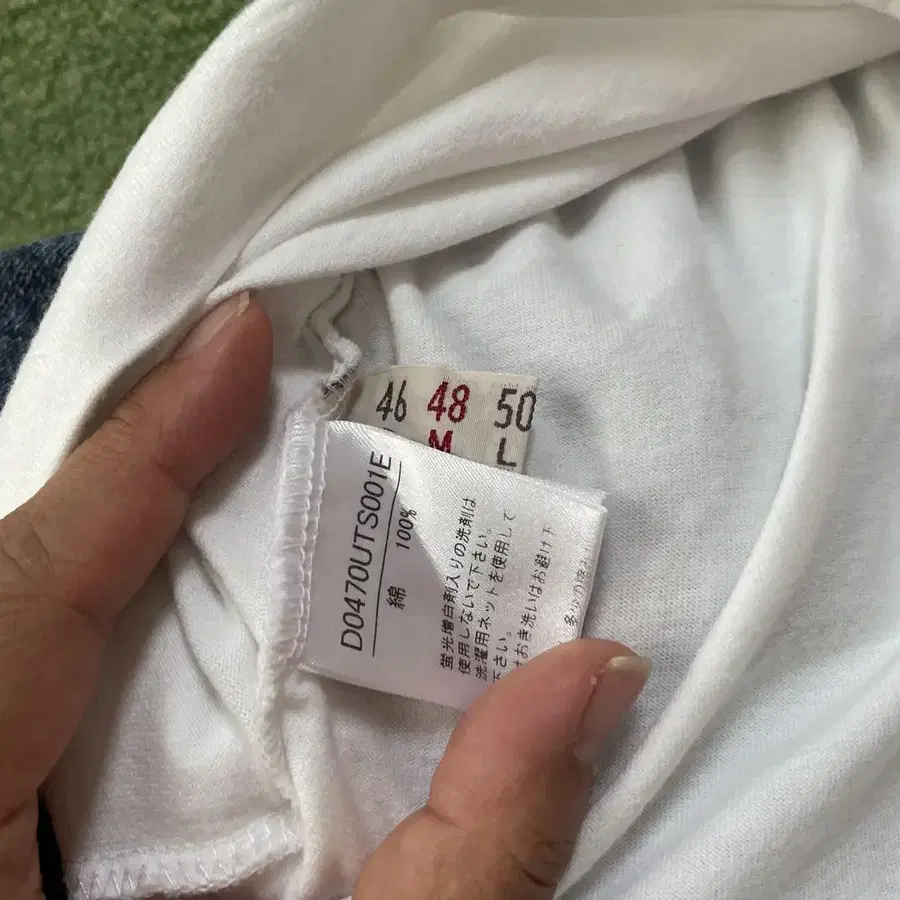 46 48 50
M L
D0470UTS001E
綿 100%
蛍光増白剤入りの洗剤は
使用しないで下さい。
洗濯用ネットを使用して
下さい。
おき洗いはお避け下